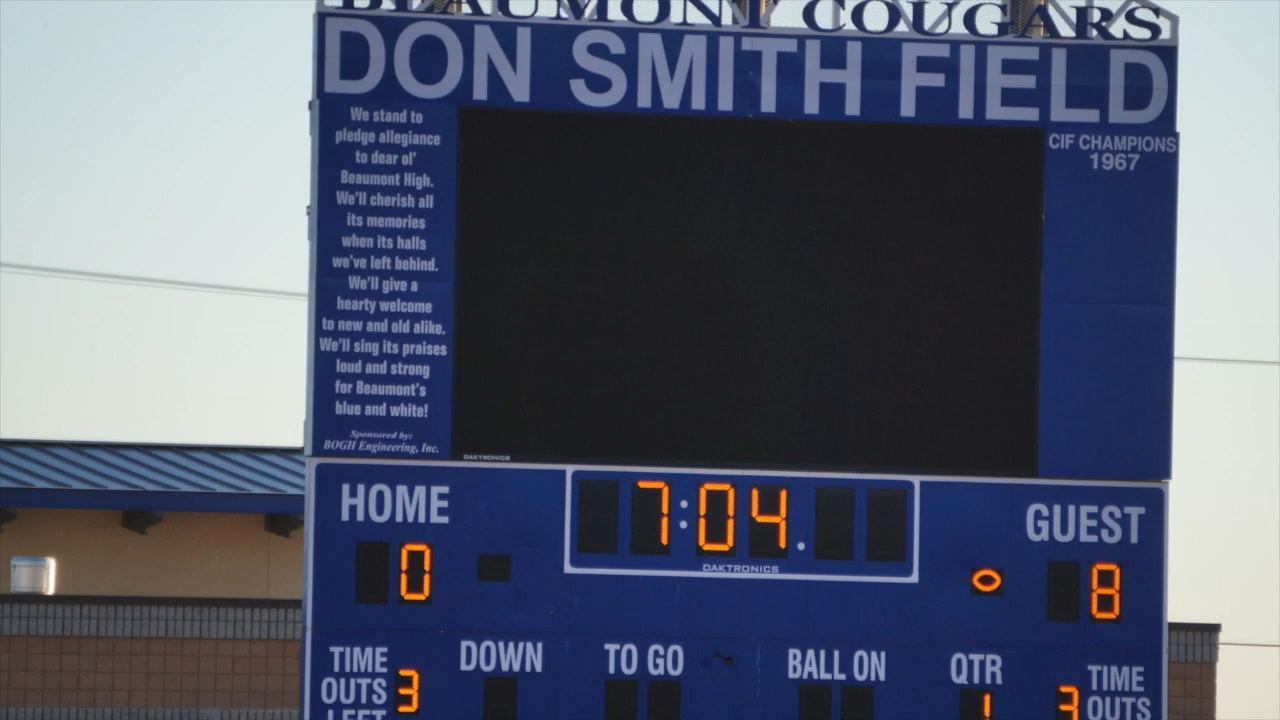 BEAUMONT COUGARS
DON SMITH FIELD
We stand to
pledge allegiance
to dear ol'
Beaumont High.
We'll cherish all
its memories
when its halls
we've left behind.
We'll give a
hearty welcome
to new and old alike.
We'll sing its praises
loud and strong
for Beaumont's
blue and white!
Sponsored by:
BOGH Engineering, Inc.
CIF CHAMPIONS
1967
DAKTRONICS
HOME
7:04.
GUEST
DAKTRONICS
0
8
TIME
OUTS
LEFT
3
DOWN
TO GO
BALL ON
QTR
1
3
TIME
OUTS